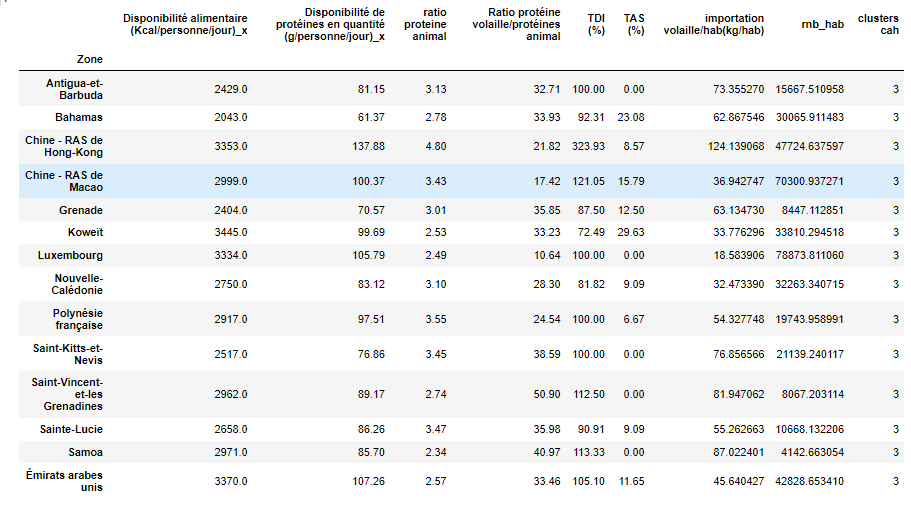 Disponibilité alimentaire (Kcal/personne/jour)_x Disponibilité de protéines en quantité (g/personne/jour)_x ratio proteine animal Ratio protéine volaille/protéines animal TDI (%) TAS (%) importation volaille/hab(kg/hab) rnb_hab clusters cah
Zone
Antigua-et-Barbuda 2429.0 81.15 3.13 32.71 100.00 0.00 73.355270 15667.510958 3
Bahamas 2043.0 61.37 2.78 33.93 92.31 23.08 62.867546 30065.911483 3
Chine - RAS de Hong-Kong 3353.0 137.88 4.80 21.82 323.93 8.57 124.139068 47724.637597 3
Chine - RAS de Macao 2999.0 100.37 3.43 17.42 121.05 15.79 36.942747 70300.937271 3
Grenade 2404.0 70.57 3.01 35.85 87.50 12.50 63.134730 8447.112851 3
Koweït 3445.0 99.69 2.53 33.23 72.49 29.63 33.776296 33810.294518 3
Luxembourg 3334.0 105.79 2.49 10.64 100.00 0.00 18.583906 78873.811060 3
Nouvelle-Calédonie 2750.0 83.12 3.10 28.30 81.82 9.09 32.473390 32263.340715 3
Polynésie française 2917.0 97.51 3.55 24.54 100.00 6.67 54.327748 19743.958991 3
Saint-Kitts-et-Nevis 2517.0 76.86 3.45 38.59 100.00 0.00 76.856566 21139.240117 3
Saint-Vincent-et-les Grenadines 2962.0 89.17 2.74 50.90 112.50 0.00 81.947062 8067.203114 3
Sainte-Lucie 2658.0 86.26 3.47 35.98 90.91 9.09 55.262663 10668.132206 3
Samoa 2971.0 85.70 2.34 40.97 113.33 0.00 87.022401 4142.663054 3
Émirats arabes unis 3370.0 107.26 2.57 33.46 105.10 11.65 45.640427 42828.653410 3